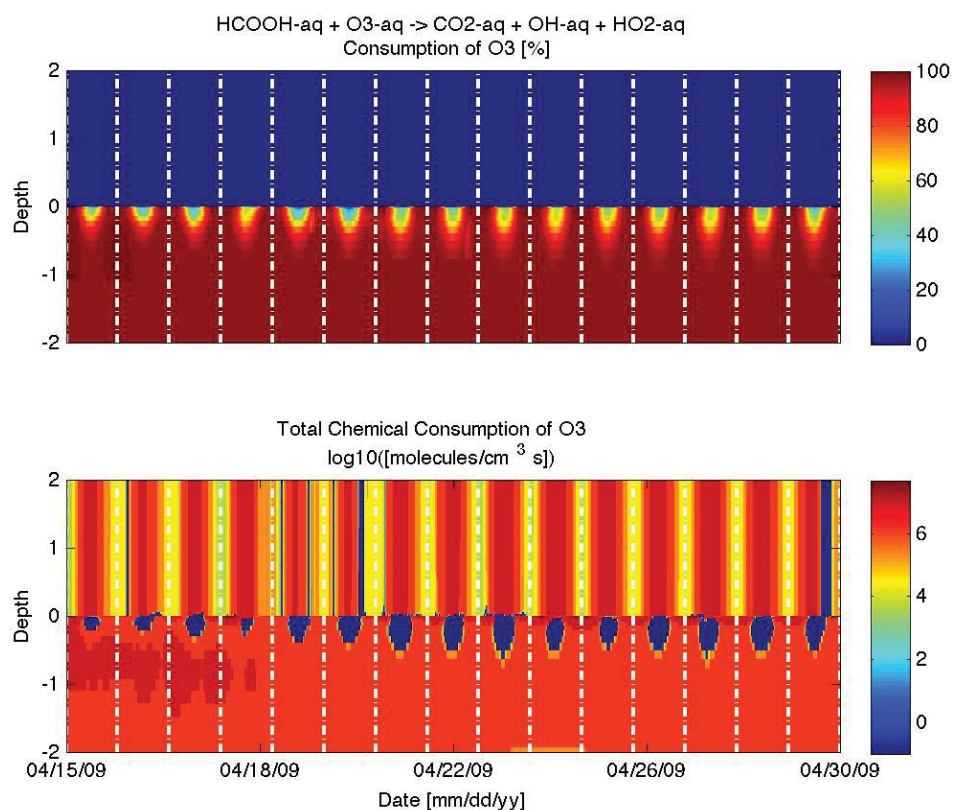 HCOOH-aq + O3-aq -> CO2-aq + OH-aq + HO2-aq
Consumption of O3 [%]
2
1
0
-1
-2
Depth
100
80
60
40
20
0
Total Chemical Consumption of O3
log10([molecules/cm 3 s])
2
1
0
-1
-2
Depth
6
4
2
0
04/15/09 04/18/09 04/22/09 04/26/09 04/30/09
Date [mm/dd/yy]